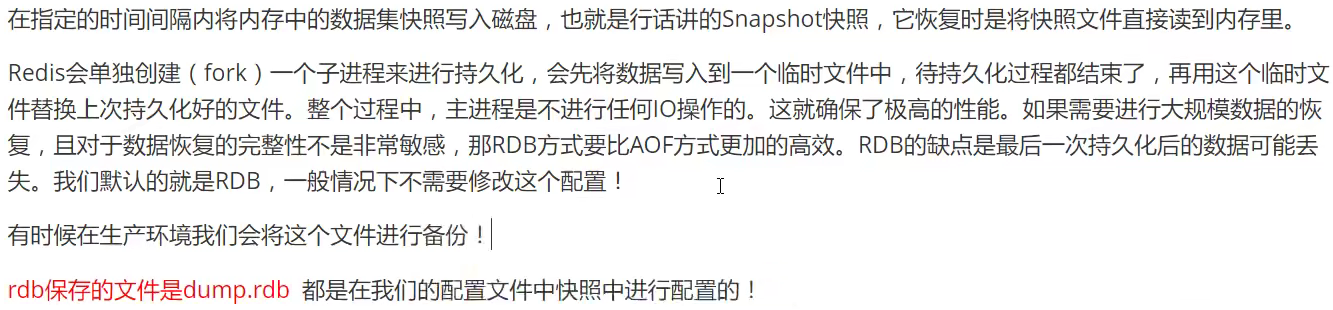 在指定的时间间隔内将内存中的数据集快照写入磁盘，也就是行话讲的Snapshot快照，它恢复时是将快照文件直接读到内存里。
Redis会单独创建（fork）一个子进程来进行持久化，会先将数据写入到一个临时文件中，待持久化过程都结束了，再用这个临时文
件替换上次持久化好的文件。整个过程中，主进程是不进行任何IO操作的。这就确保了极高的性能。如果需要进行大规模数据的恢
复，且对于数据恢复的完整性不是非常敏感，那RDB方式要比AOF方式更加的高效。RDB的缺点是最后一次持久化后的数据可能丢
失。我们默认的就是RDB，一般情况下不需要修改这个配置！
有时候在生产环境我们会将这个文件进行备份！
rdb保存的文件是dump.rdb 都是在我们的配置文件中快照中进行配置的！